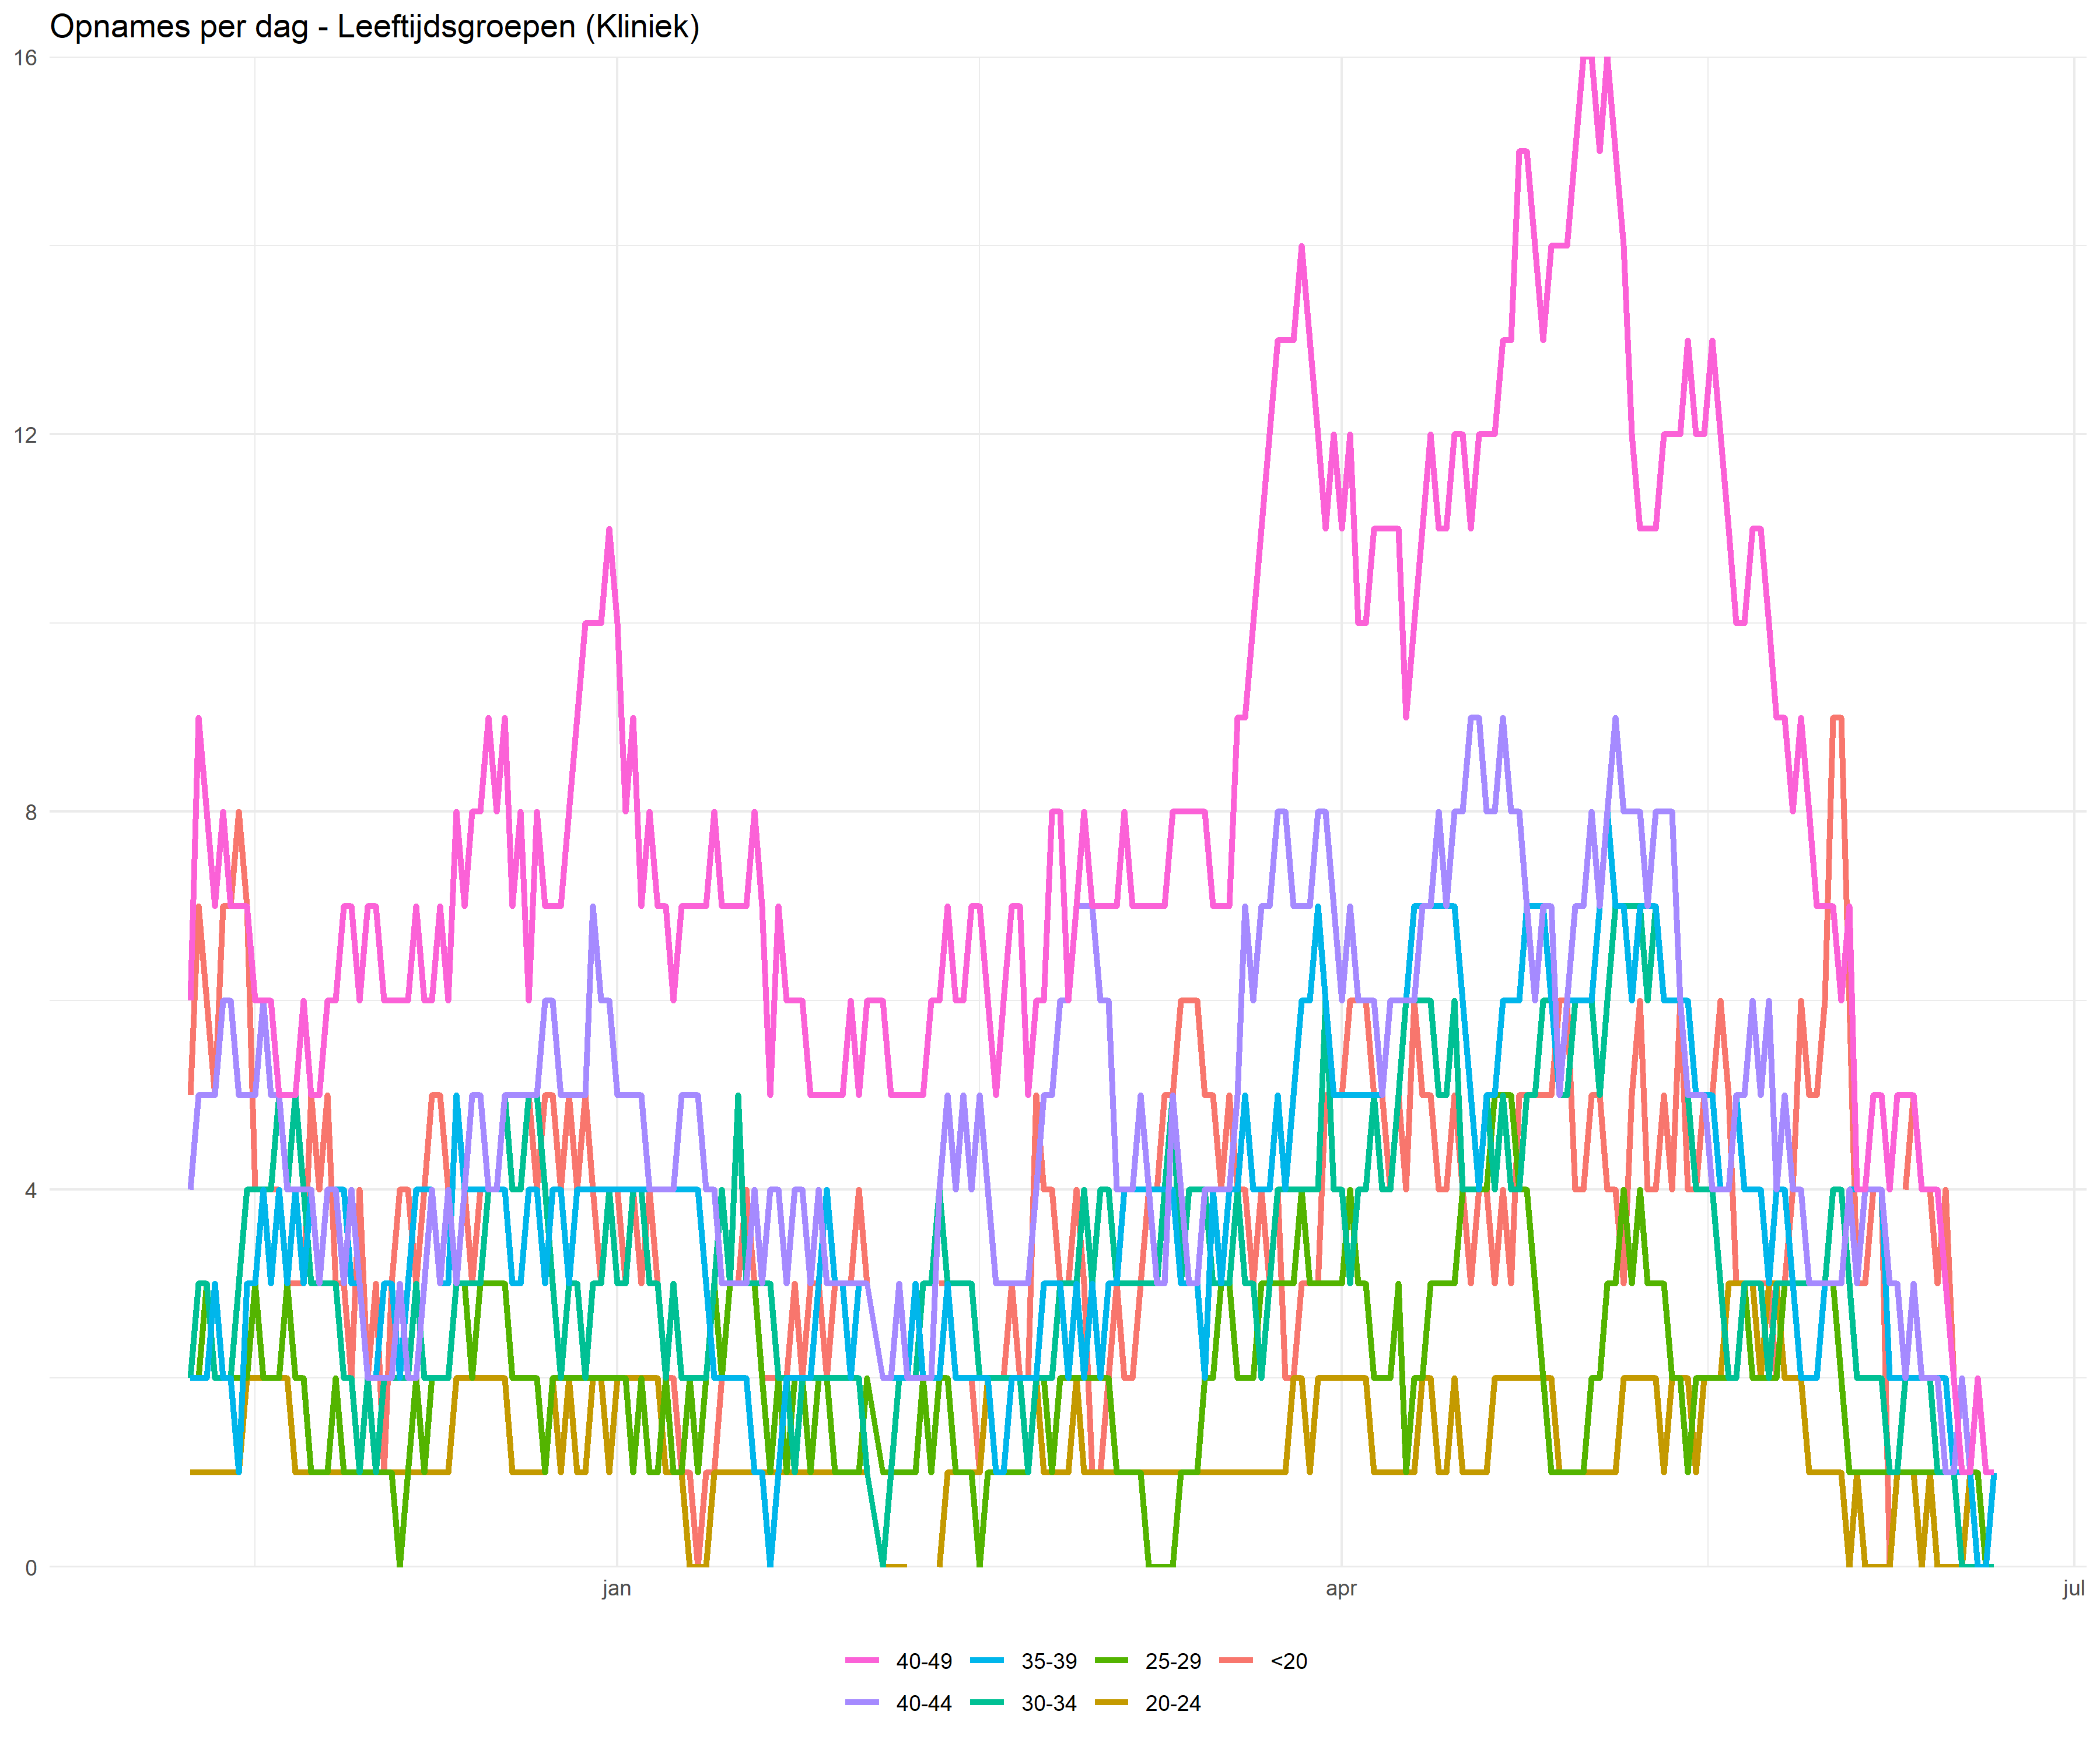 Opnames per dag - Leeftijdsgroepen (Kliniek)
16
12
8
4
0
jan apr jul
40-49 35-39 25-29 <20
40-44 30-34 20-24